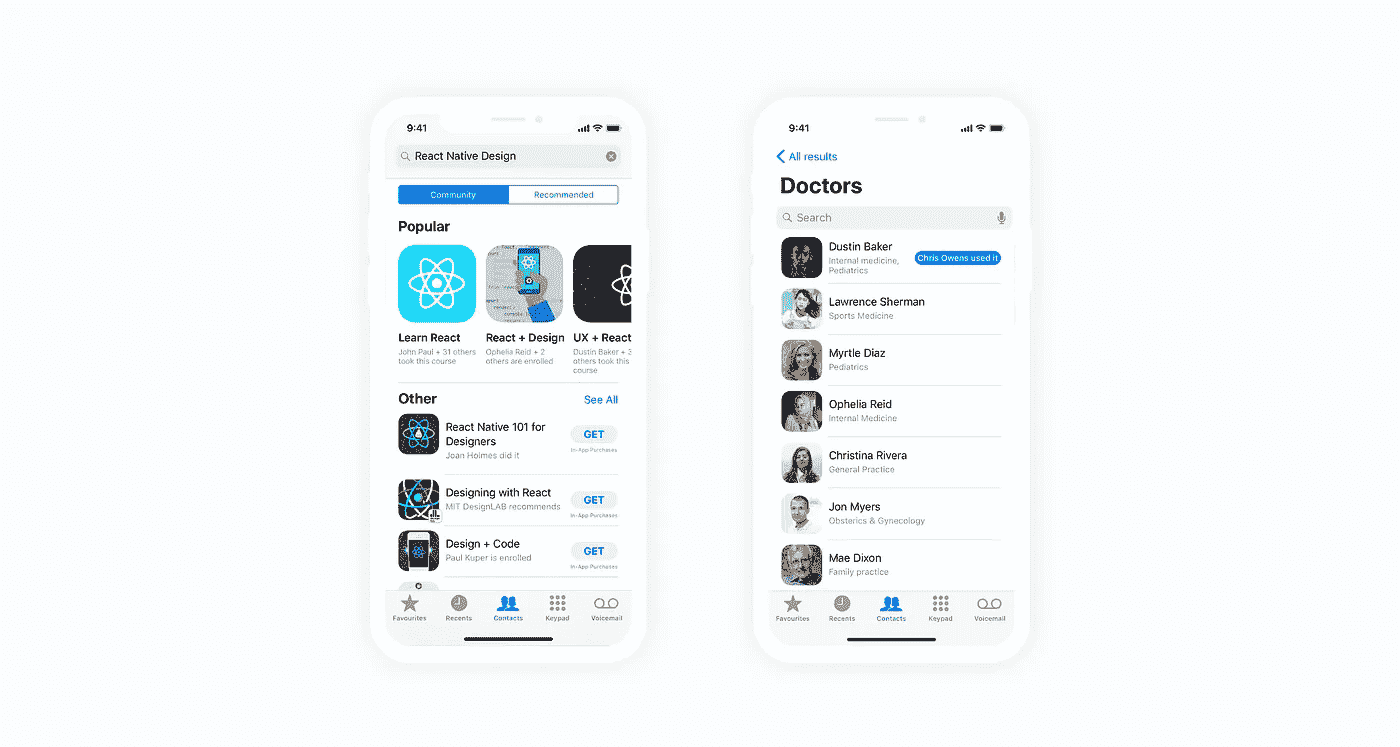 9:41
React Native Design
Community
Recommended
Popular
Learn React
John Paul + 31 others
took this course
React + Design
Ophelia Reid + 2
others are enrolled
UX + React
Dustin Baker + 3
others took this
course
Other
See All
React Native 101 for
Designers
Joan Holmes did it
GET
In-App Purchases
Designing with React
MIT DesignLAB recommends
GET
In-App Purchases
Design + Code
Paul Kuper is enrolled
GET
In-App Purchases
Favourites
Recents
Contacts
Keypad
Voicemail
9:41
All results
Doctors
Search
Dustin Baker
Internal medicine,
Pediatrics
Chris Owens used it
Lawrence Sherman
Sports Medicine
Myrtle Diaz
Pediatrics
Ophelia Reid
Internal Medicine
Christina Rivera
General Practice
Jon Myers
Obsterics & Gynecology
Mae Dixon
Family practice
Favourites
Recents
Contacts
Keypad
Voicemail